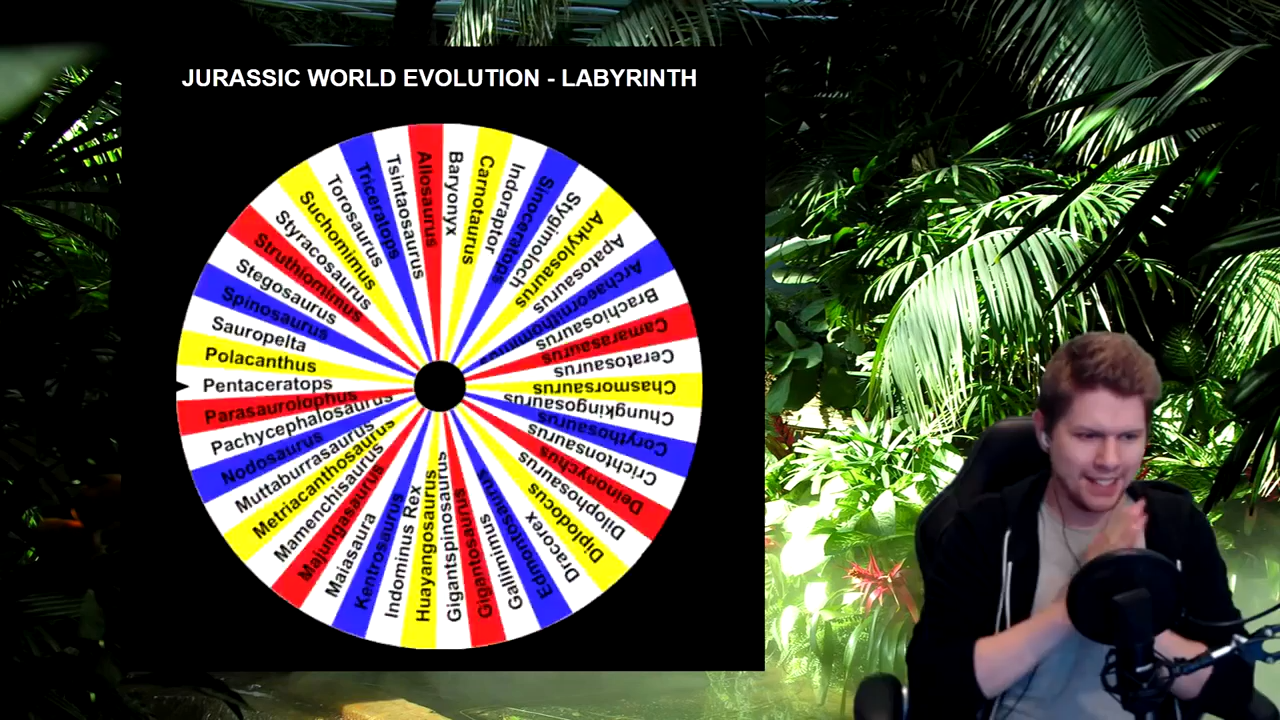 JURASSIC WORLD EVOLUTION - LABYRINTH
Allosaurus
Baryonyx
Carnotaurus
Indoraptor
Sinoceratops
Stygimoloch
Ankylosaurus
Apatosaurus
Archaeornithomimus
Brachiosaurus
Camarasaurus
Ceratosaurus
Chasmorsaurus
Chungkingosaurus
Corythosaurus
Crichtonsaurus
Deinonychus
Dilophosaurus
Diplodocus
Dracorex
Edmontosaurus
Gallimimus
Gigantosaurus
Gigantspinosaurus
Huayangosaurus
Indominus Rex
Kentrosaurus
Maiasaura
Majungasaurus
Mamenchisaurus
Metriacanthosaurus
Muttaburrasaurus
Nodosaurus
Pachycephalosaurus
Parasaurolophus
Pentaceratops
Polacanthus
Sauropelta
Spinosaurus
Stegosaurus
Struthiomimus
Styracosaurus
Suchomimus
Torosaurus
Triceratops
Tsintaosaurus